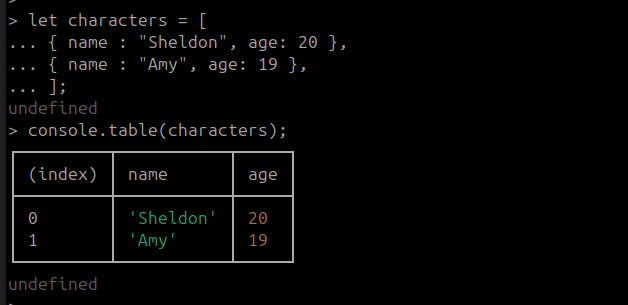 >
> let characters = [
... { name : "Sheldon", age: 20 },
... { name : "Amy", age: 19 },
... ];
undefined
> console.table(characters);
(index) name age
0 'Sheldon' 20
1 'Amy' 19
undefined
>